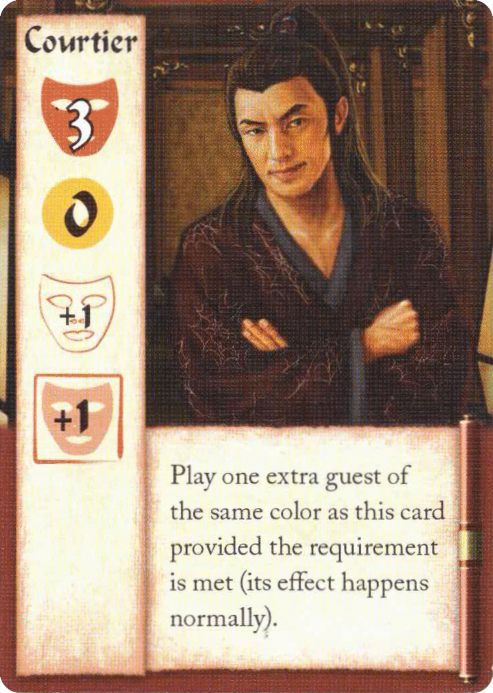 Courtier
3
0
+1
+1
Play one extra guest of
the same color as this card
provided the requirement
is met (its effect happens
normally).